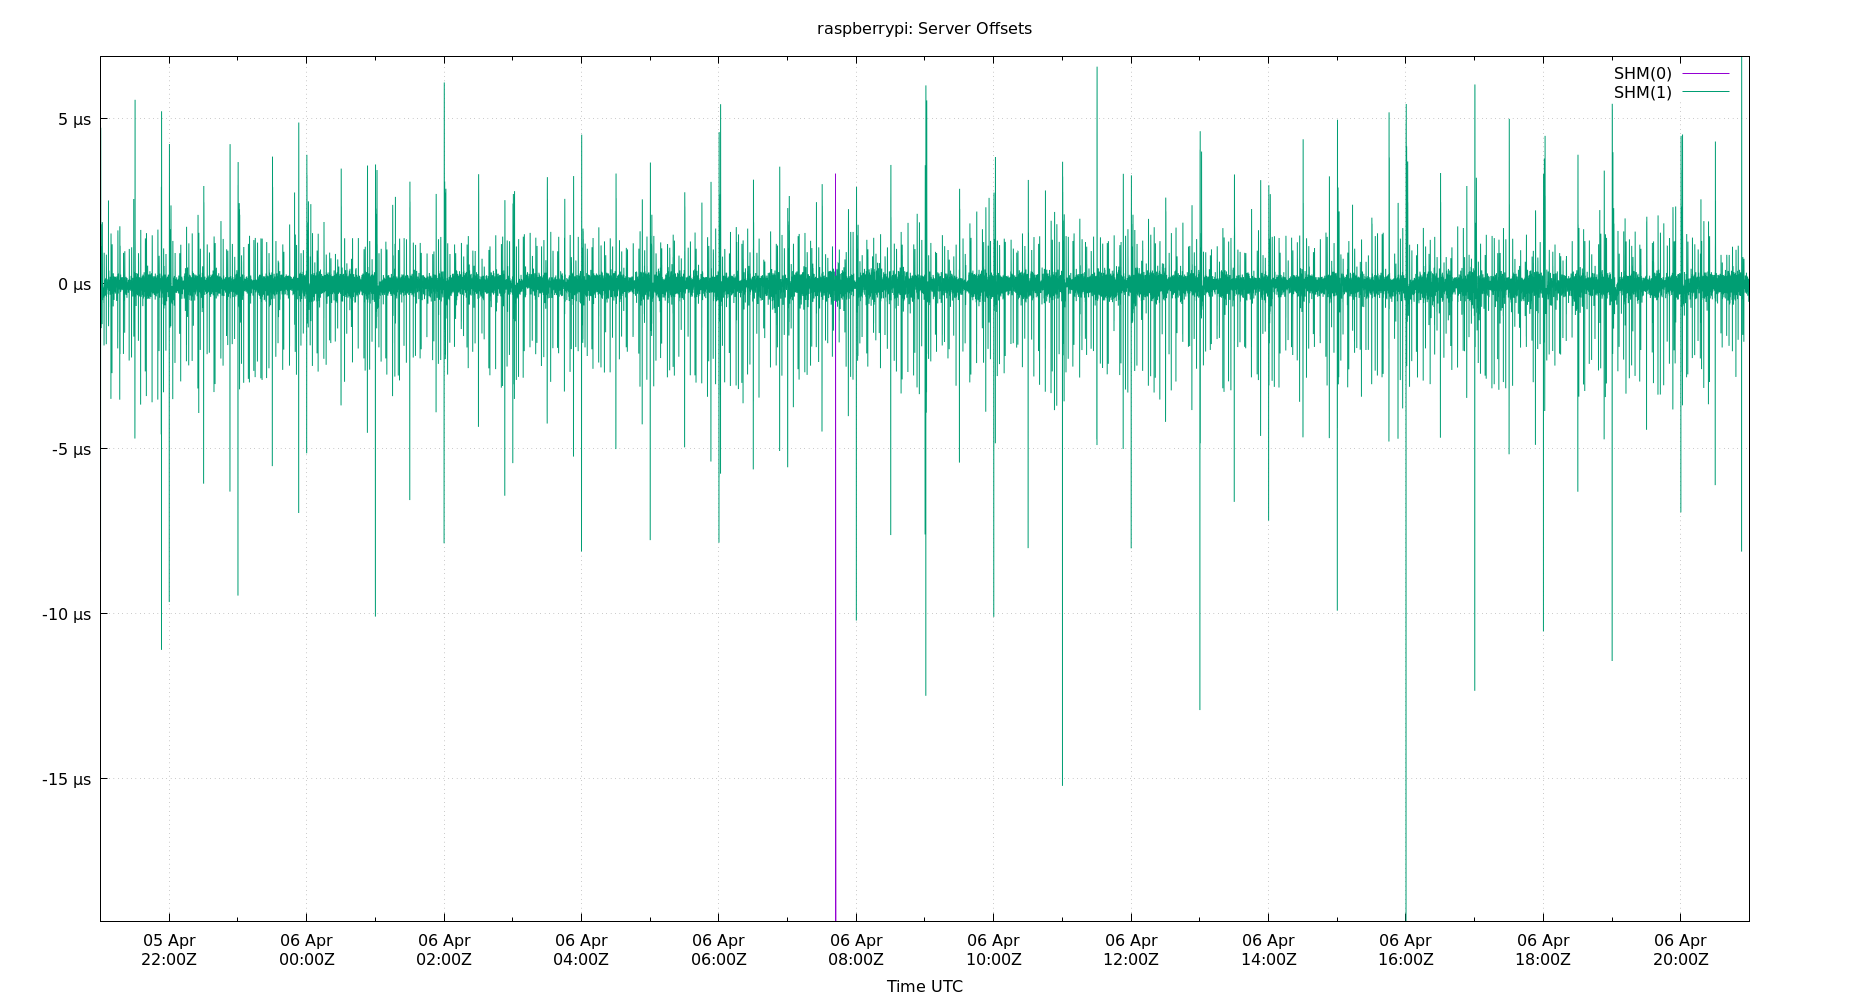 raspberrypi: Server Offsets
SHM(0)
SHM(1)
5 µs
0 µs
-5 µs
-10 µs
-15 µs
05 Apr 06 Apr 06 Apr 06 Apr 06 Apr 06 Apr 06 Apr 06 Apr 06 Apr 06 Apr 06 Apr 06 Apr
22:00Z 00:00Z 02:00Z 04:00Z 06:00Z 08:00Z 10:00Z 12:00Z 14:00Z 16:00Z 18:00Z 20:00Z
Time UTC